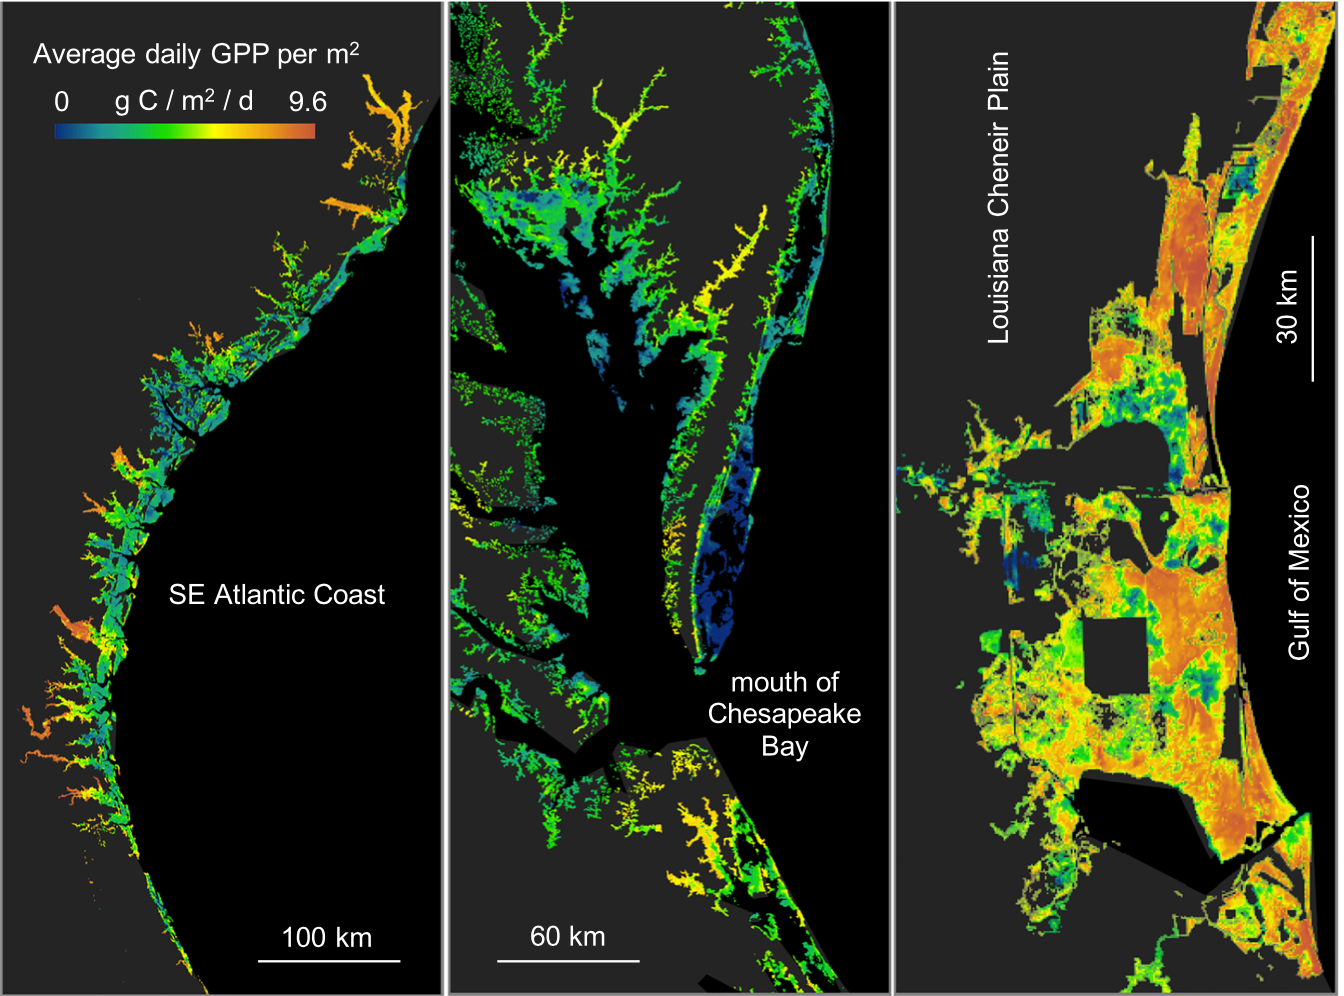 Average daily GPP per m²
0 g C / m² / d 9.6
SE Atlantic Coast
100 km
mouth of
Chesapeake
Bay
60 km
Louisiana Cheneir Plain
30 km
Gulf of Mexico